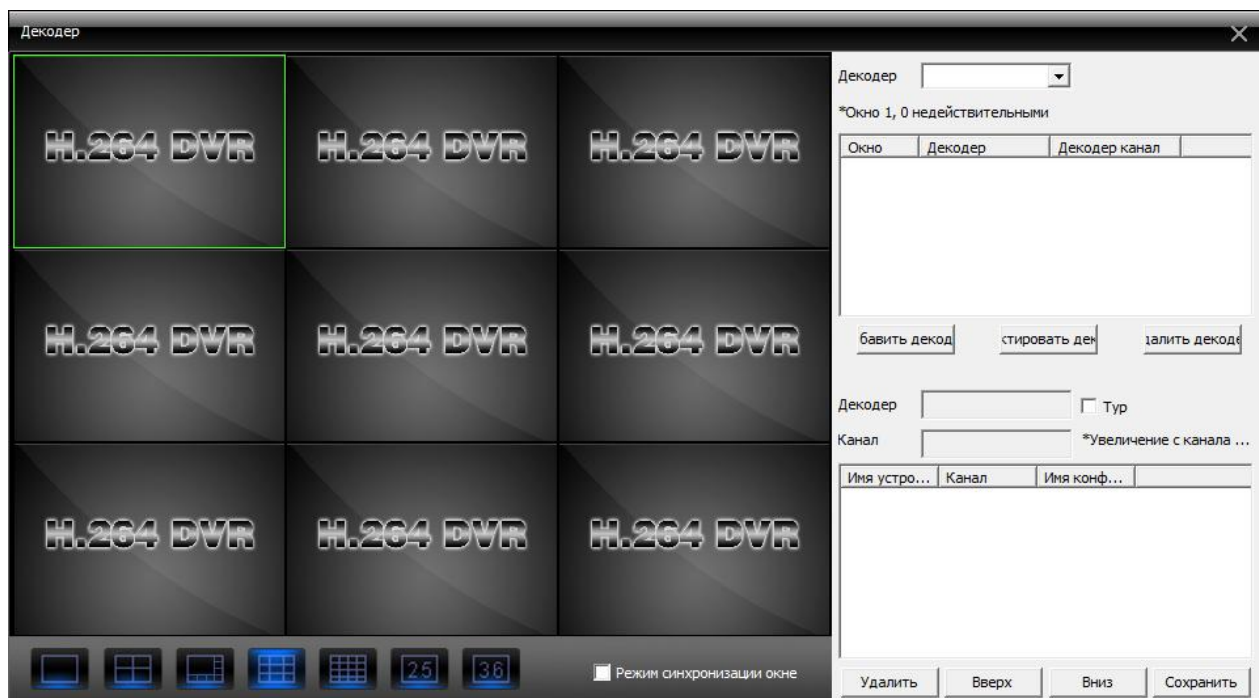 Декодер
H.264 DVR H.264 DVR H.264 DVR
H.264 DVR H.264 DVR H.264 DVR
H.264 DVR H.264 DVR H.264 DVR
25 36
Режим синхронизации окне
Декодер
*Окно 1, 0 недействительными
Окно Декодер Декодер канал
бавить декод ктировать дек далить декоде
Декодер Тур
Канал *Увеличение с канала ...
Имя устро... Канал Имя конф...
Удалить Вверх Вниз Сохранить